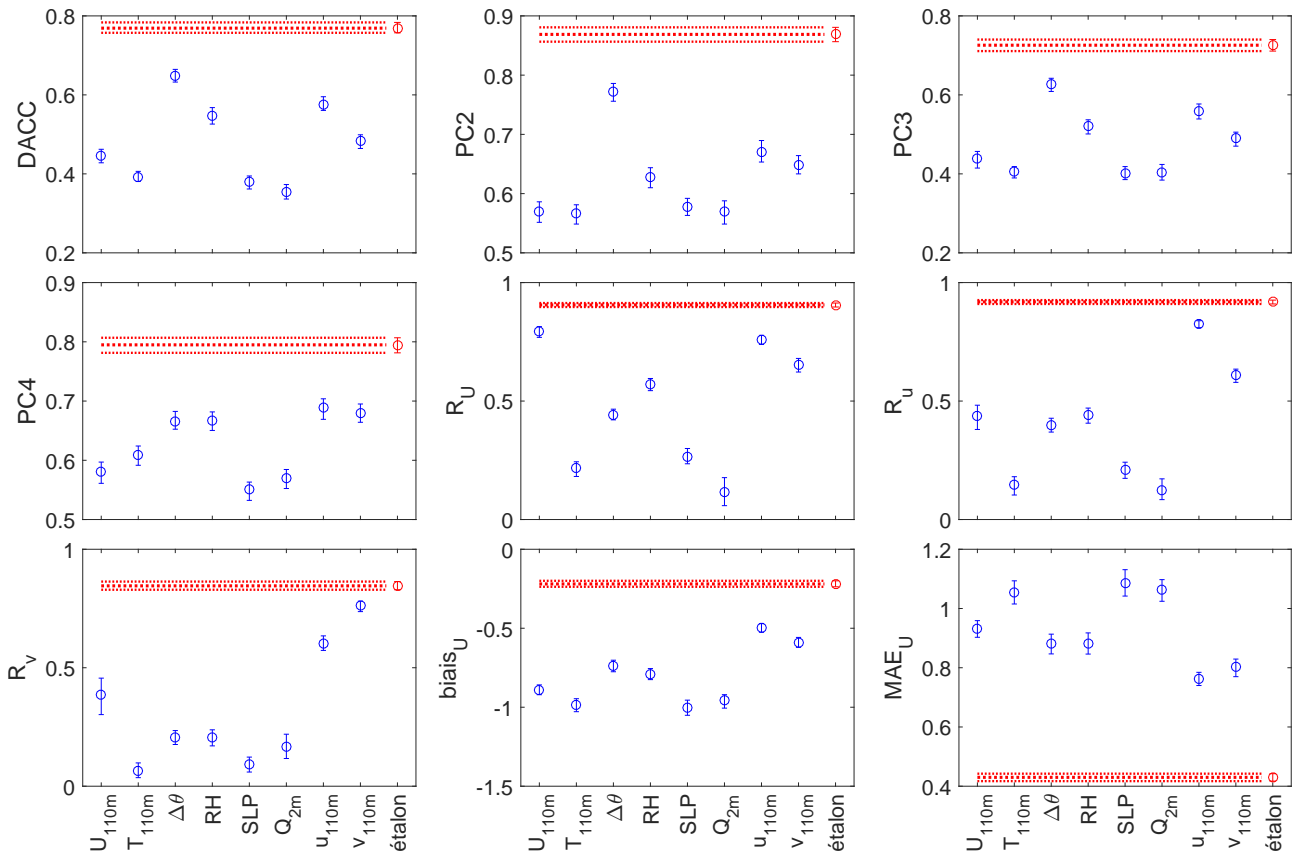 DACC
0.8
0.6
0.4
0.2
PC2
0.9
0.8
0.7
0.6
0.5
PC3
0.8
0.6
0.4
0.2
PC4
0.9
0.8
0.7
0.6
0.5
R_U
1
0.5
0
R_u
1
0.5
0
R_v
1
0.5
0
U_110m
T_110m
Δθ
RH
SLP
Q_2m
u_110m
v_110m
étalon
biais_U
-0
-0.5
-1
-1.5
U_110m
T_110m
Δθ
RH
SLP
Q_2m
u_110m
v_110m
étalon
MAE_U
1.2
1
0.8
0.6
0.4
U_110m
T_110m
Δθ
RH
SLP
Q_2m
u_110m
v_110m
étalon